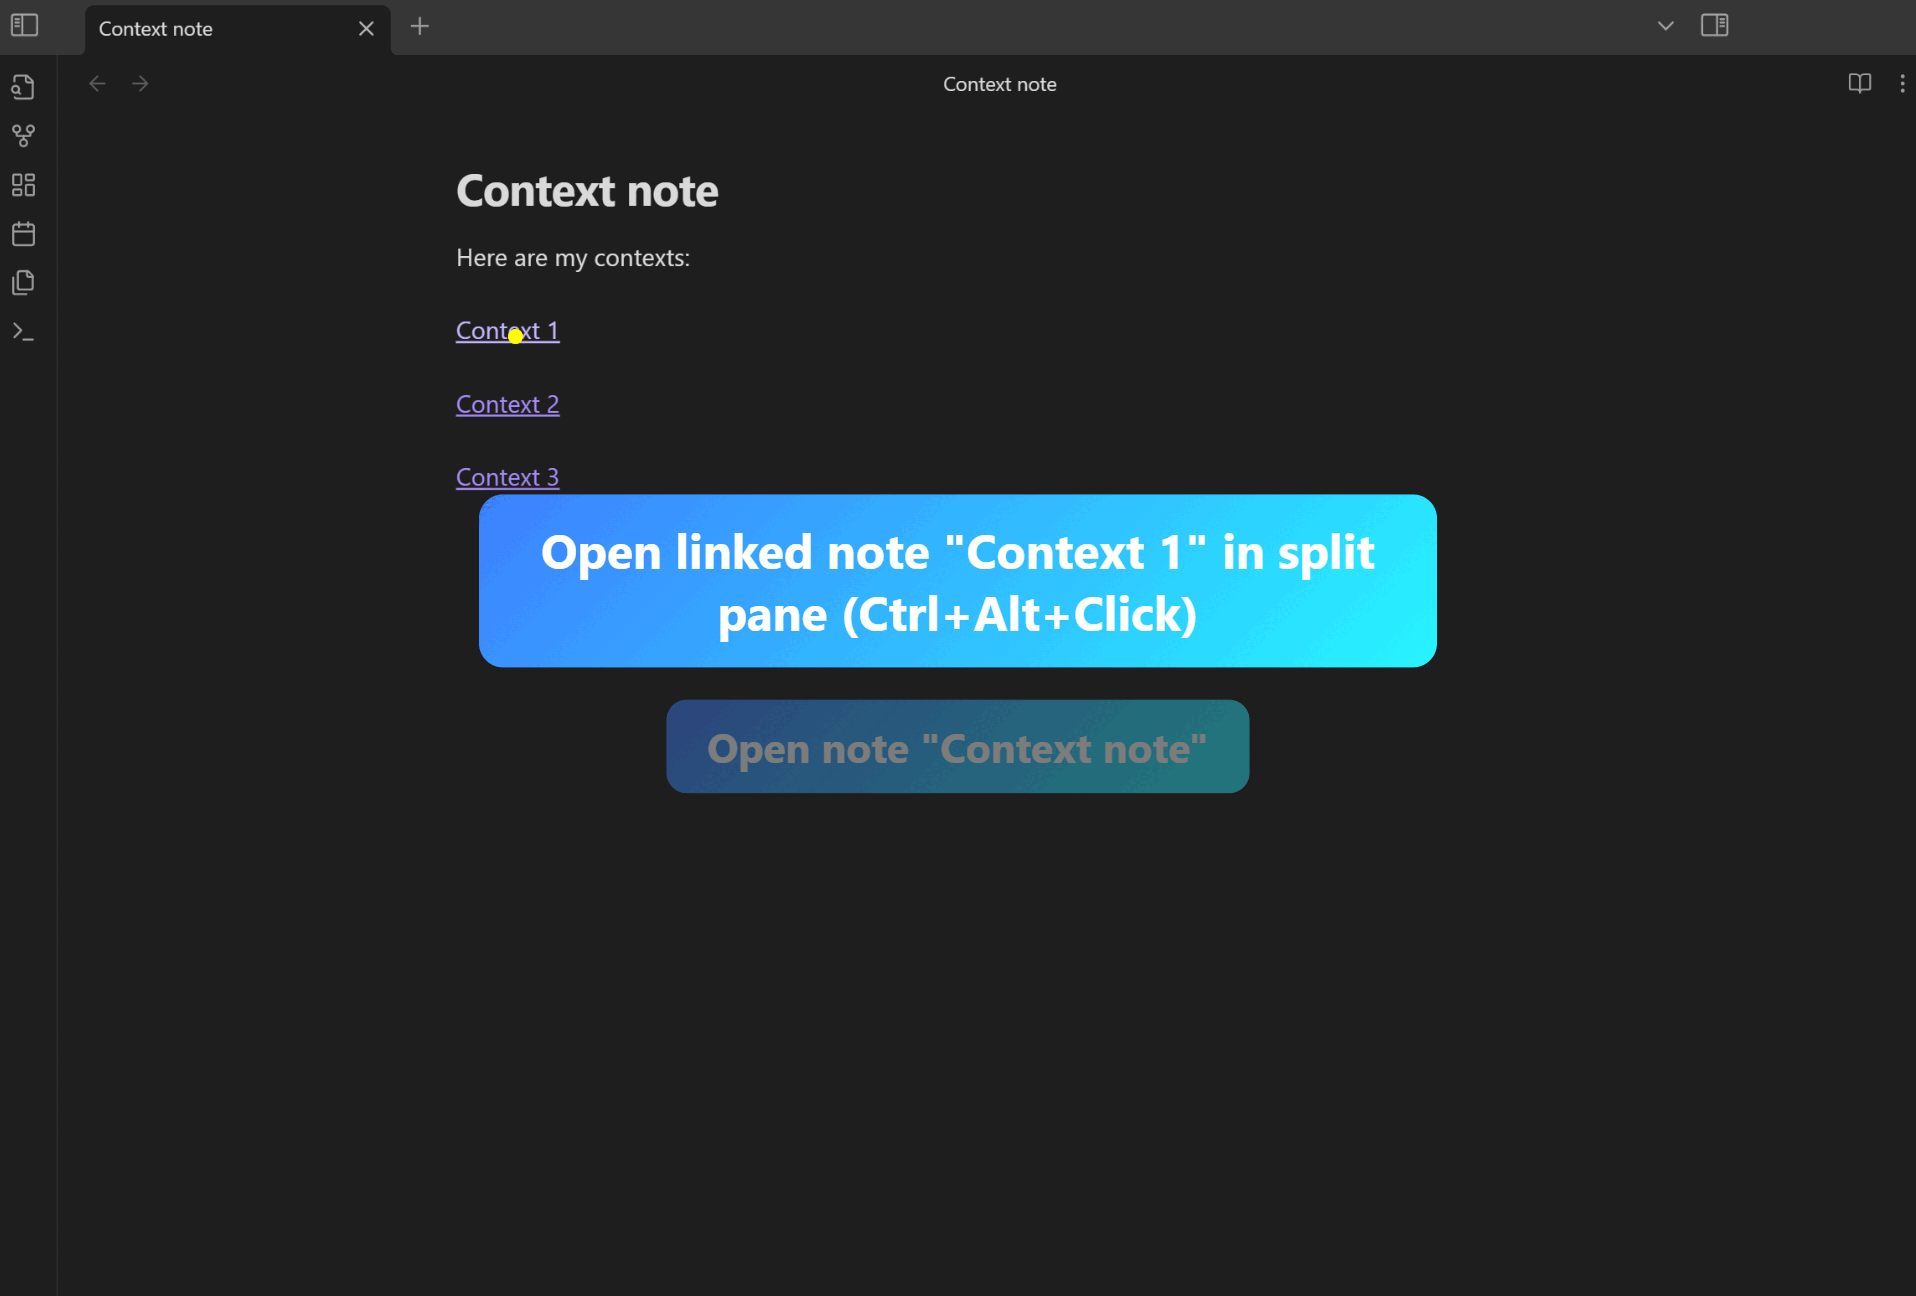 Context note
Context note
Context note
Here are my contexts:
Context 1
Context 2
Context 3
Open linked note "Context 1" in split
pane (Ctrl+Alt+Click)
Open note "Context note"